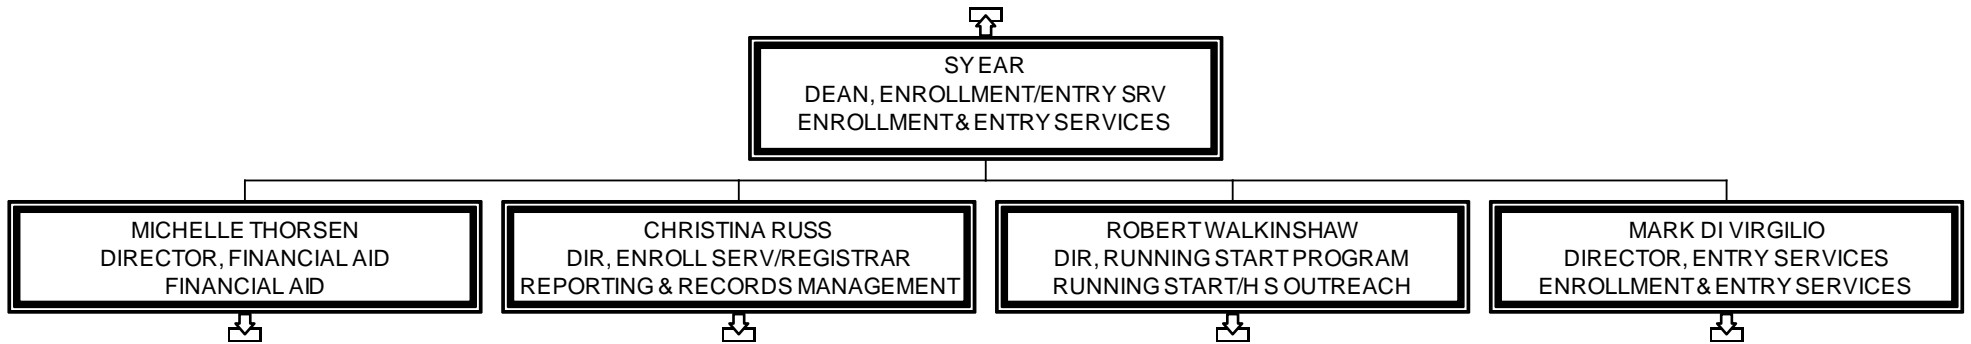 SY EAR
DEAN, ENROLLMENT/ENTRY SRV
ENROLLMENT & ENTRY SERVICES
MICHELLE THORSEN
DIRECTOR, FINANCIAL AID
FINANCIAL AID
CHRISTINA RUSS
DIR, ENROLL SERV/REGISTRAR
REPORTING & RECORDS MANAGEMENT
ROBERT WALKINSHAW
DIR, RUNNING START PROGRAM
RUNNING START/H S OUTREACH
MARK DI VIRGILIO
DIRECTOR, ENTRY SERVICES
ENROLLMENT & ENTRY SERVICES